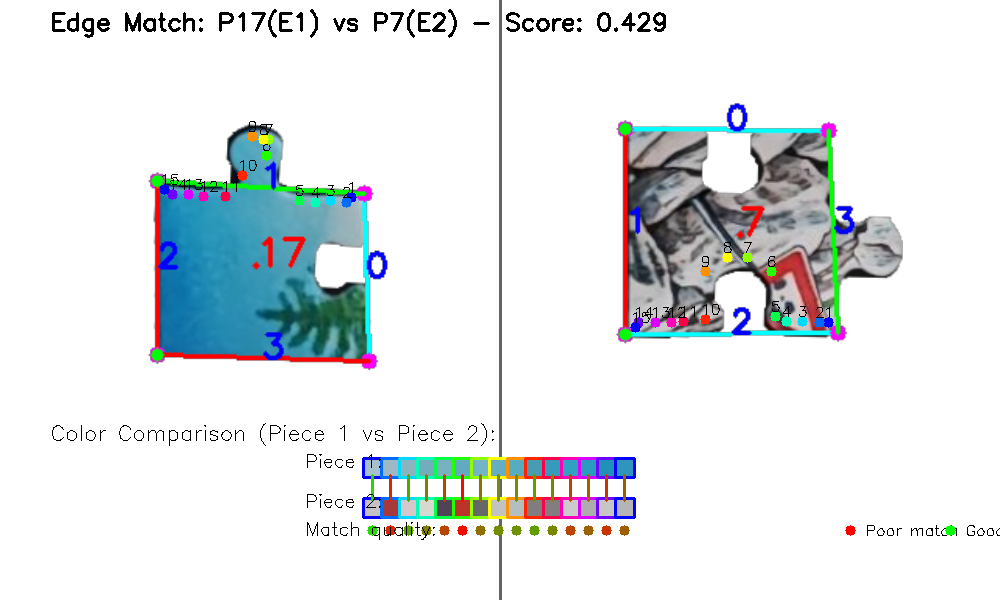 Edge Match: P17(E1) vs P7(E2) - Score: 0.429
9 8 7
6
10
1
15 14 13 12 11
5 4 3 2 1
2
.17
0
3
0
1
.7
3
8 7
9
6
2
15 14 13 12 11 10
5 4 3 2 1
Color Comparison (Piece 1 vs Piece 2):
Piece 1:
Piece 2:
Match quality:
Poor match
Good